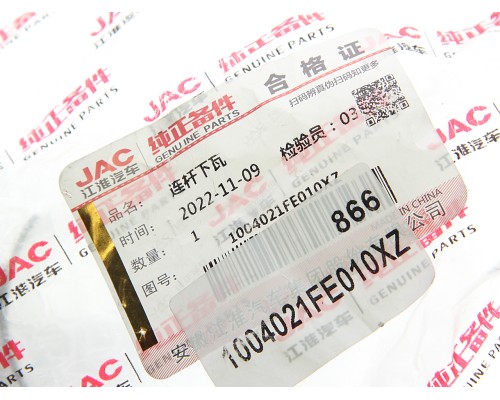 JAC
江淮汽车
纯正备件
GENUINE PARTS
合格证
扫码辨真伪扫码知更多
品名： 连杆下瓦
时间： 2022-11-09
检验员：03
数量： 1
图号： 1004021FE010XZ
866
1004021FE010XZ
MADE IN CHINA
公司
安
JAC
江淮汽车
纯正备件
GENUINE PARTS